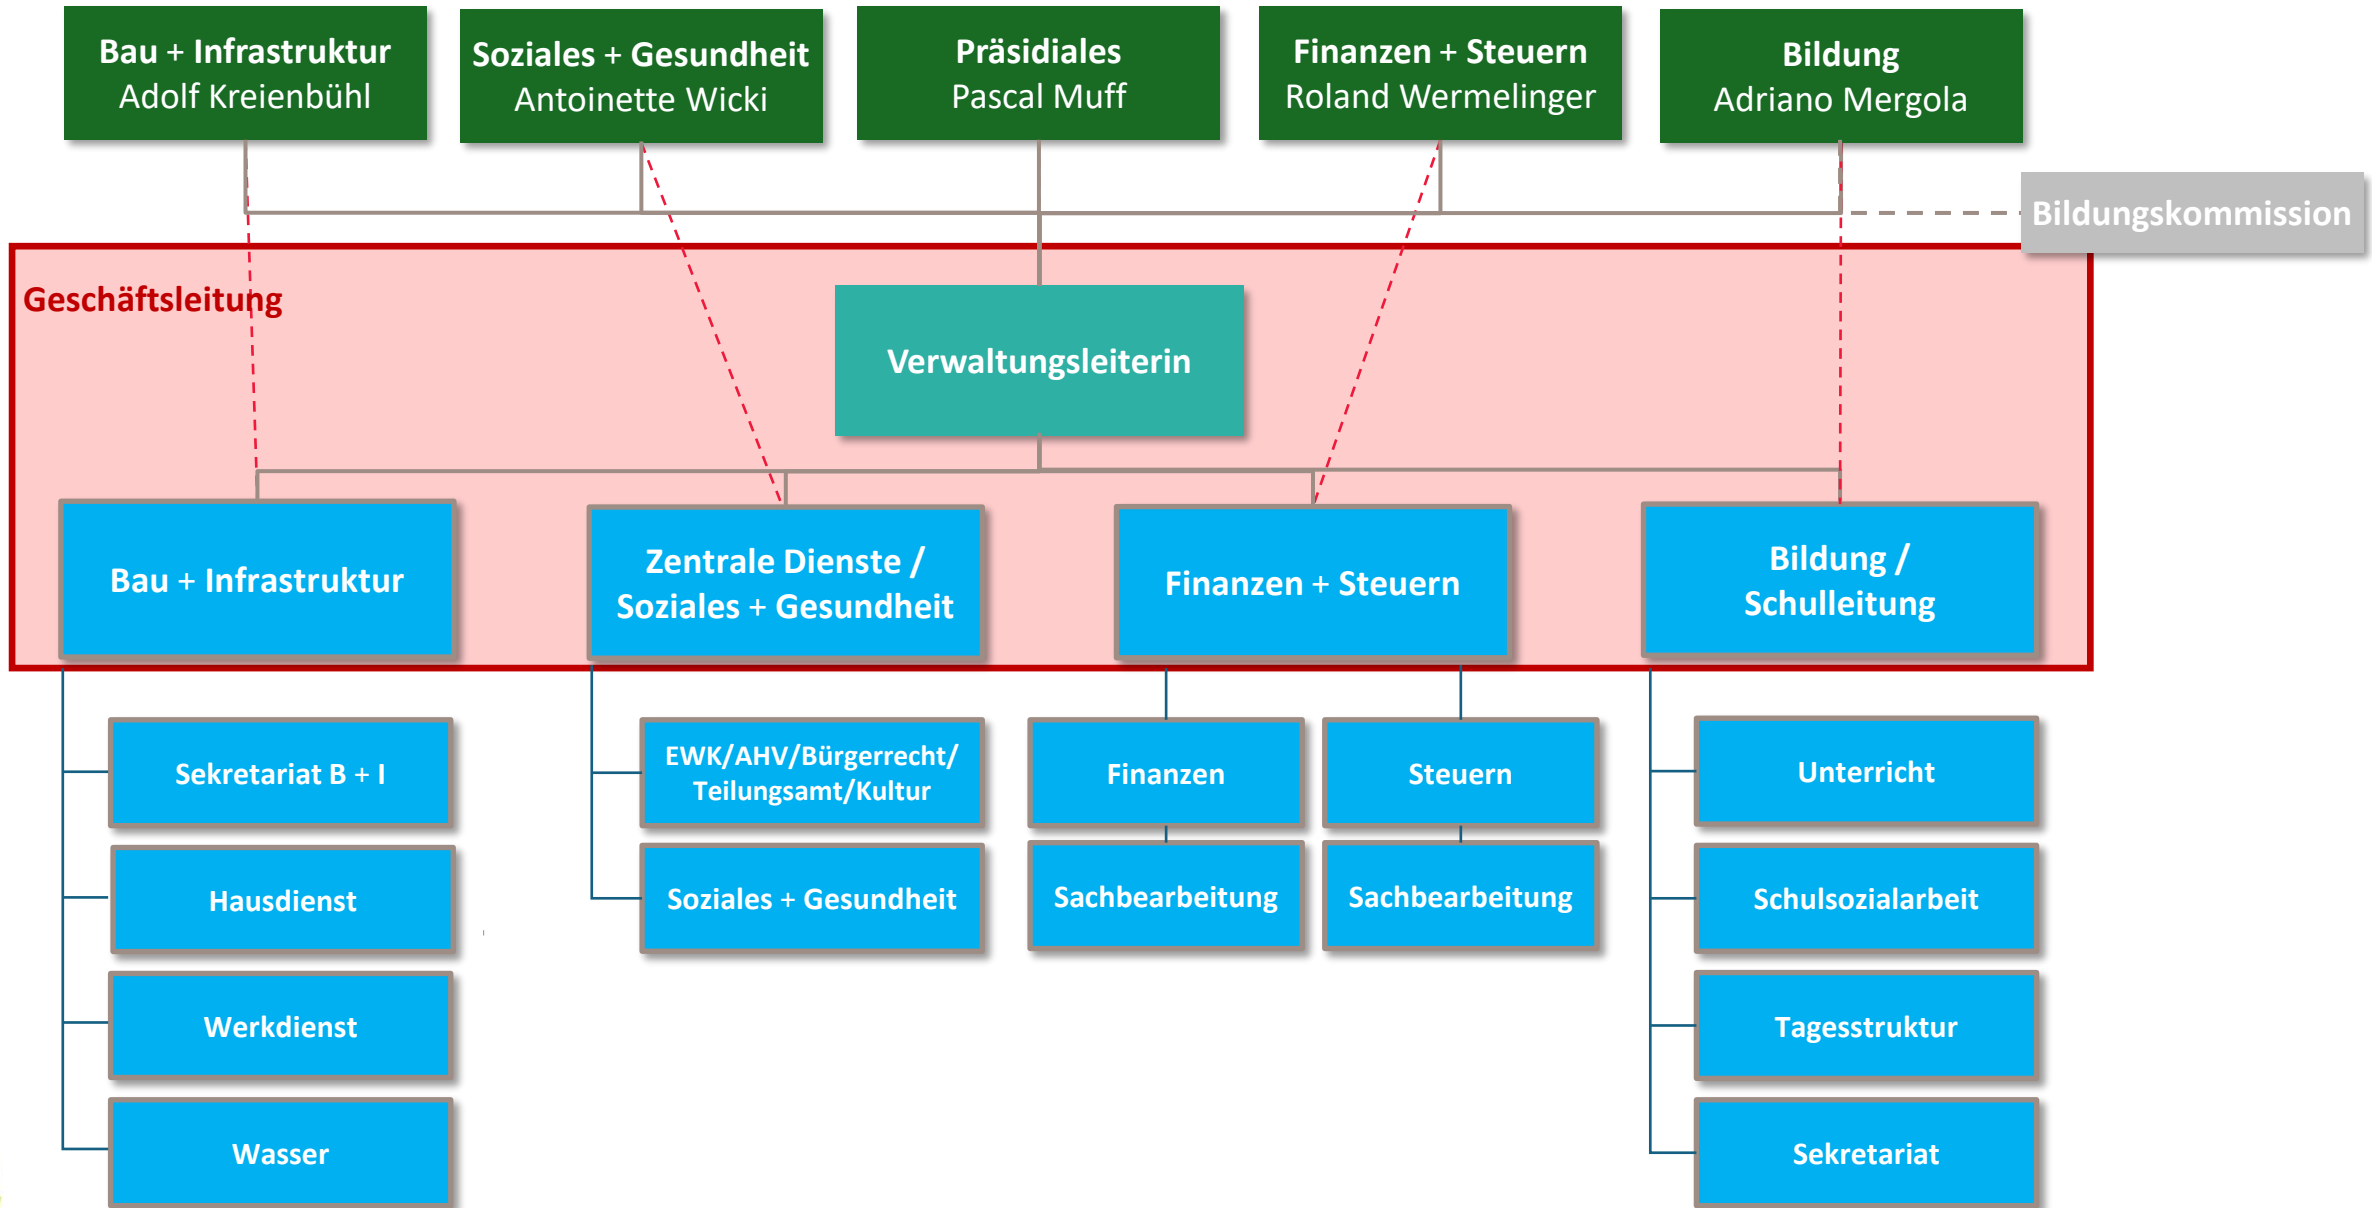 Bau + Infrastruktur
Adolf Kreienbühl
Soziales + Gesundheit
Antoinette Wicki
Präsidiales
Pascal Muff
Finanzen + Steuern
Roland Wermelinger
Bildung
Adriano Mergola
Bildungskommission
Geschäftsleitung
Verwaltungsleiterin
Bau + Infrastruktur
Zentrale Dienste /
Soziales + Gesundheit
Finanzen + Steuern
Bildung /
Schulleitung
Sekretariat B + I
Hausdienst
Werkdienst
Wasser
EWK/AHV/Bürgerrecht/
Teilungsamt/Kultur
Soziales + Gesundheit
Finanzen
Sachbearbeitung
Steuern
Sachbearbeitung
Unterricht
Schulsozialarbeit
Tagesstruktur
Sekretariat